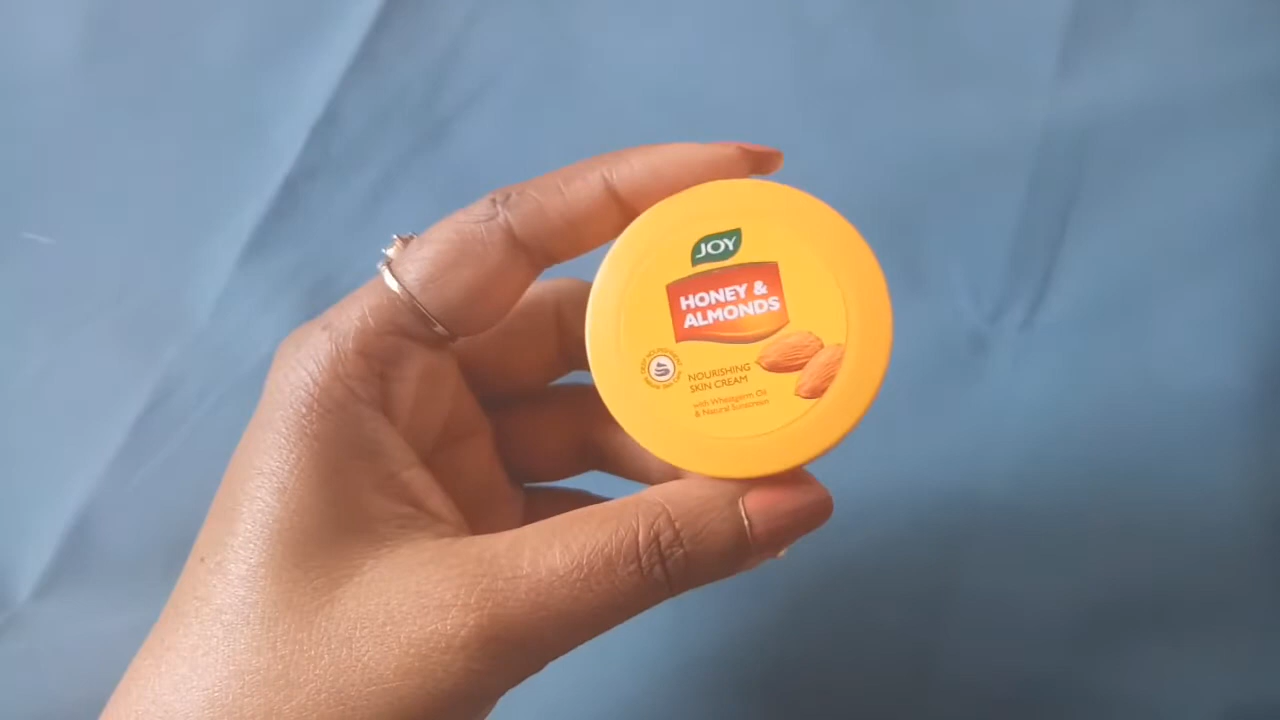 JOY
HONEY &
ALMONDS
NOURISHING
SKIN CREAM
with Wheatgerm Oil
& Natural Sunscreen